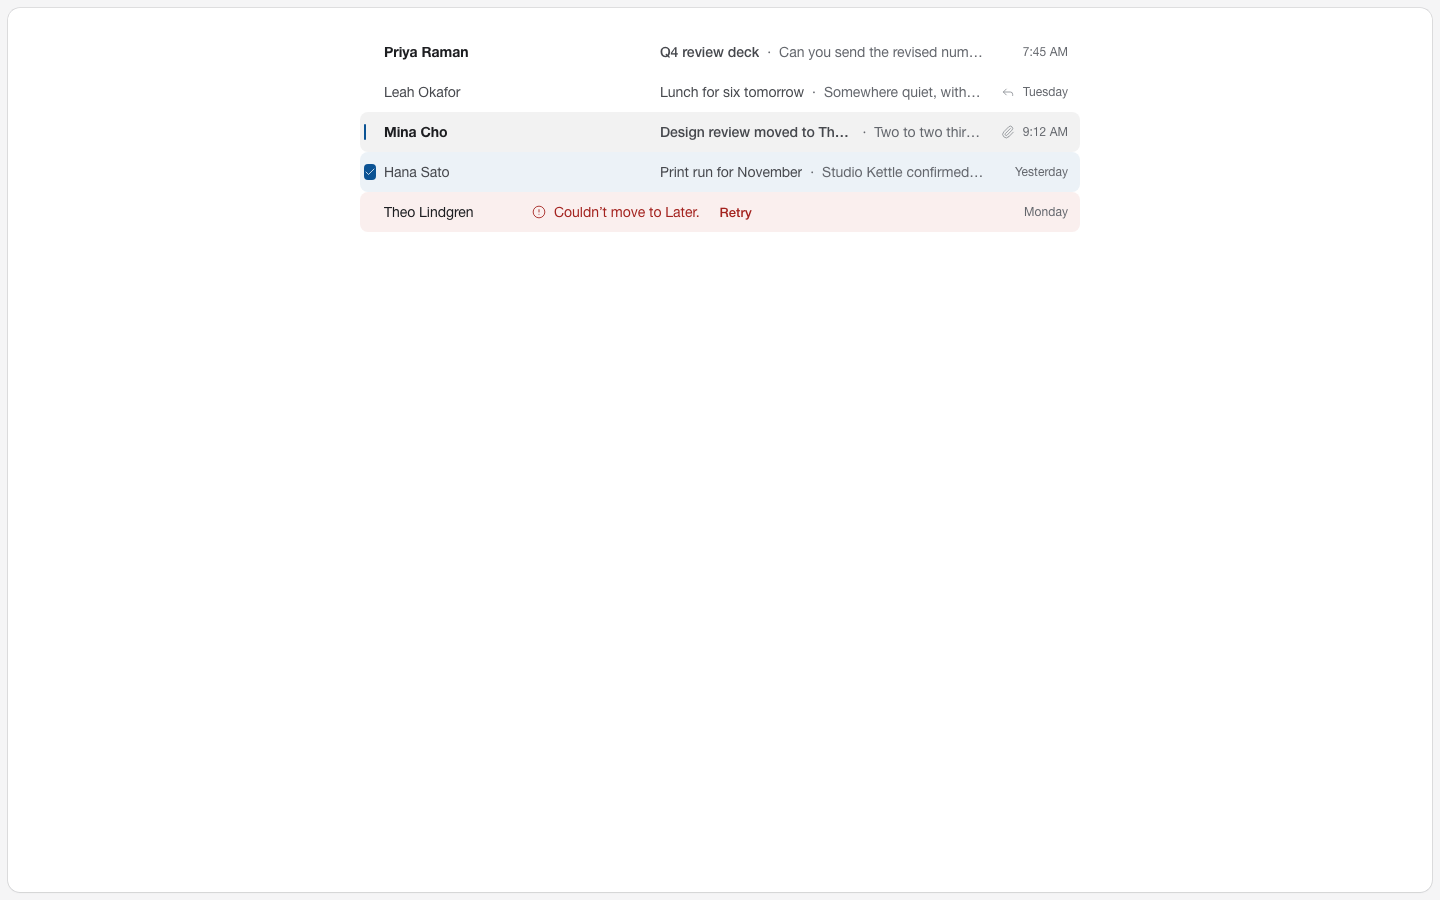 Priya Raman Q4 review deck · Can you send the revised num… 7:45 AM
Leah Okafor Lunch for six tomorrow · Somewhere quiet, with… Tuesday
Mina Cho Design review moved to Th… · Two to two thir… 9:12 AM
Hana Sato Print run for November · Studio Kettle confirmed… Yesterday
Theo Lindgren Couldn’t move to Later. Retry Monday